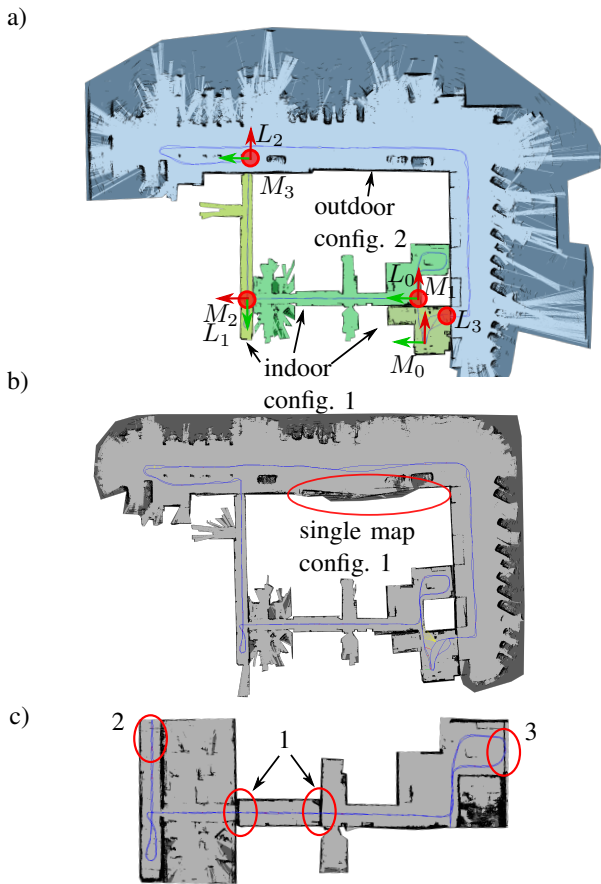 a)
L₂
M₃
outdoor
config. 2
L₀
M₁
M₂
L₁
L₃
M₀
indoor
config. 1
b)
single map
config. 1
c)
2
1
3